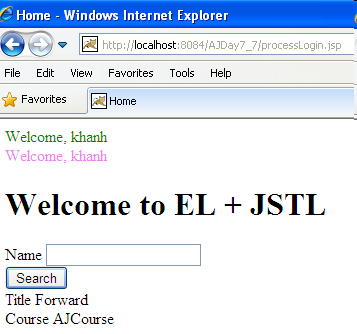 Home - Windows Internet Explorer
http://localhost:8084/AJDay7_7/processLogin.jsp
File Edit View Favorites Tools Help
Favorites Home
Welcome, khanh
Welcome, khanh
Welcome to EL + JSTL
Name
Search
Title Forward
Course AJCourse